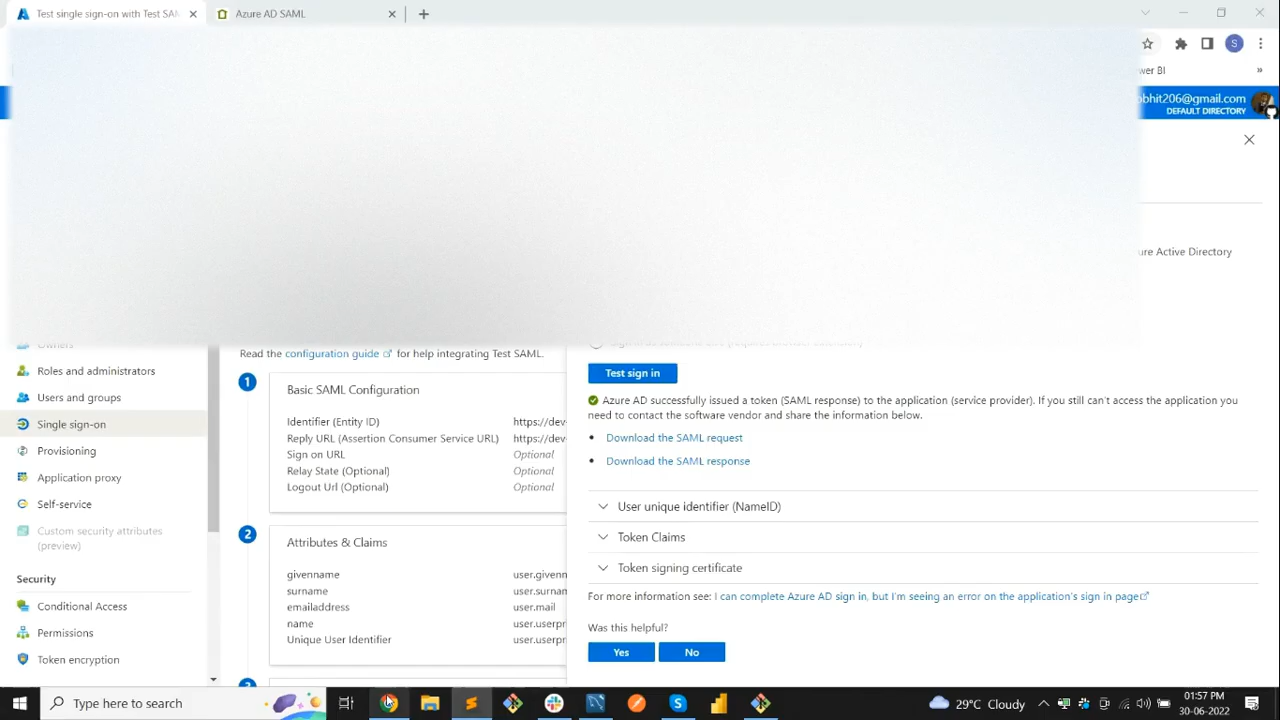 Test single sign-on with Test SAM
Azure AD SAML
S
wer BI
»
obhit206@gmail.com
DEFAULT DIRECTORY
ure Active Directory
Owners
Roles and administrators
Users and groups
Single sign-on
Provisioning
Application proxy
Self-service
Custom security attributes
(preview)
Security
Conditional Access
Permissions
Token encryption
Read the configuration guide for help integrating Test SAML.
1
Basic SAML Configuration
Identifier (Entity ID) https://dev-
Reply URL (Assertion Consumer Service URL) https://dev-
Sign on URL Optional
Relay State (Optional) Optional
Logout Url (Optional) Optional
2
Attributes & Claims
givenname user.givenn
surname user.surnam
emailaddress user.mail
name user.userpr
Unique User Identifier user.userpr
Test sign in
Azure AD successfully issued a token (SAML response) to the application (service provider). If you still can't access the application you
need to contact the software vendor and share the information below.
• Download the SAML request
• Download the SAML response
User unique identifier (NameID)
Token Claims
Token signing certificate
For more information see: I can complete Azure AD sign in, but I'm seeing an error on the application's sign in page
Was this helpful?
Yes No
Type here to search
29°C Cloudy
01:57 PM
30-06-2022